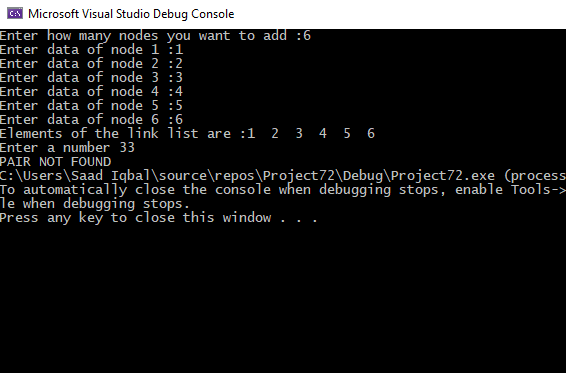 Microsoft Visual Studio Debug Console
Enter how many nodes you want to add :6
Enter data of node 1 :1
Enter data of node 2 :2
Enter data of node 3 :3
Enter data of node 4 :4
Enter data of node 5 :5
Enter data of node 6 :6
Elements of the link list are :1  2  3  4  5  6
Enter a number 33
PAIR NOT FOUND
C:\Users\Saad Iqbal\source\repos\Project72\Debug\Project72.exe (process
To automatically close the console when debugging stops, enable Tools->
le when debugging stops.
Press any key to close this window . . .